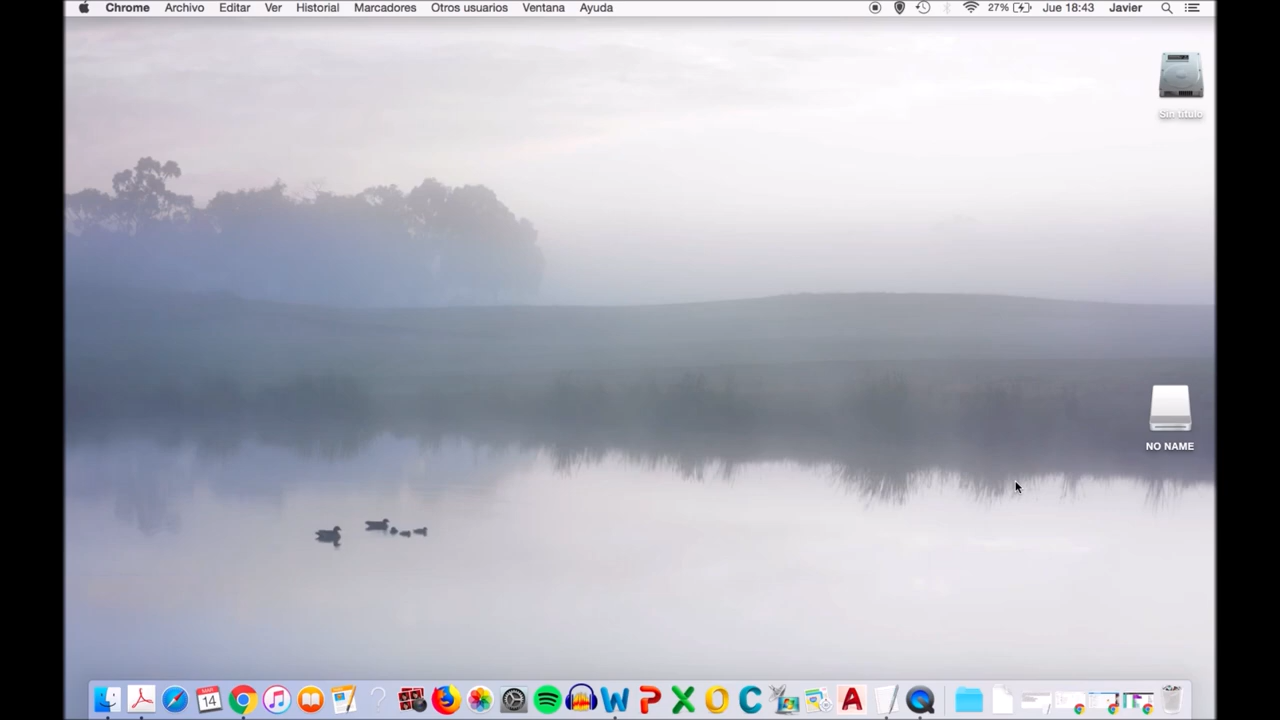 Chrome Archivo Editar Ver Historial Marcadores Otros usuarios Ventana Ayuda 27% Jue 18:43 Javier
Sin título
NO NAME
14